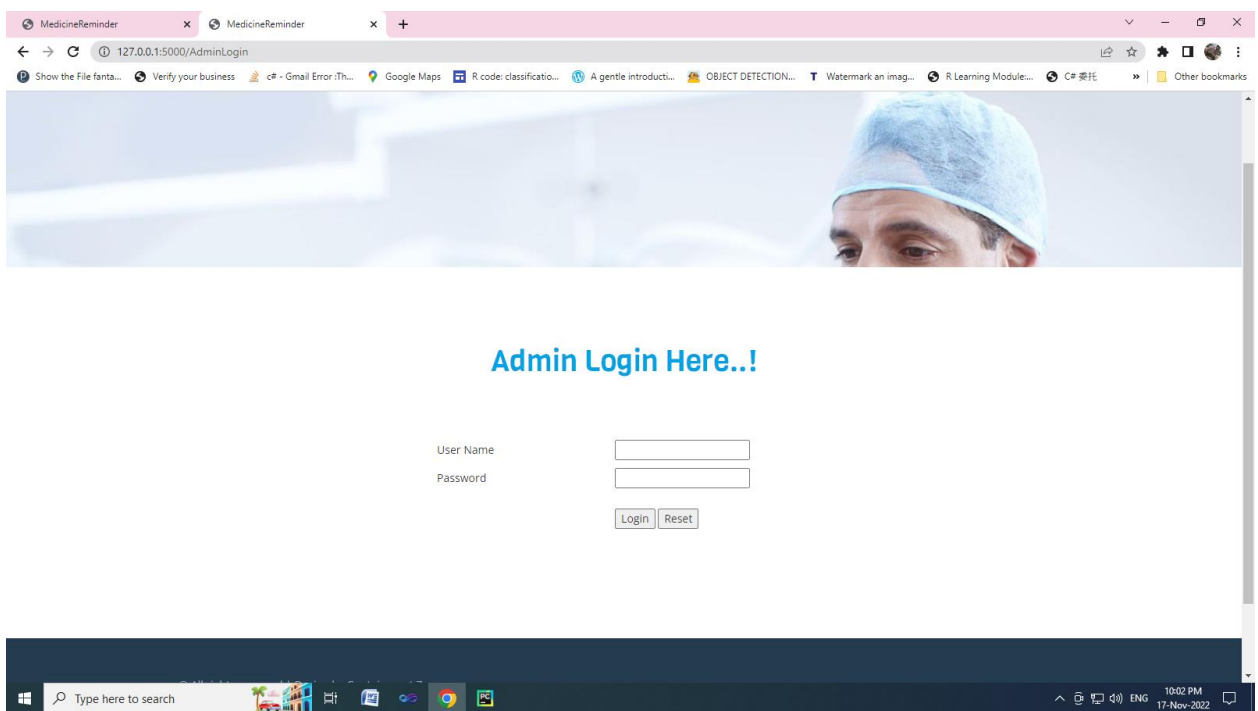 MedicineReminder MedicineReminder
127.0.0.1:5000/AdminLogin
Show the File fanta... Verify your business c# - Gmail Error :Th... Google Maps R code: classificatio... A gentle introducti... OBJECT DETECTION... T Watermark an imag... R Learning Module:... C# 委托 » Other bookmarks
Admin Login Here..!
User Name
Password
Login Reset
Type here to search PC ENG 10:02 PM
17-Nov-2022